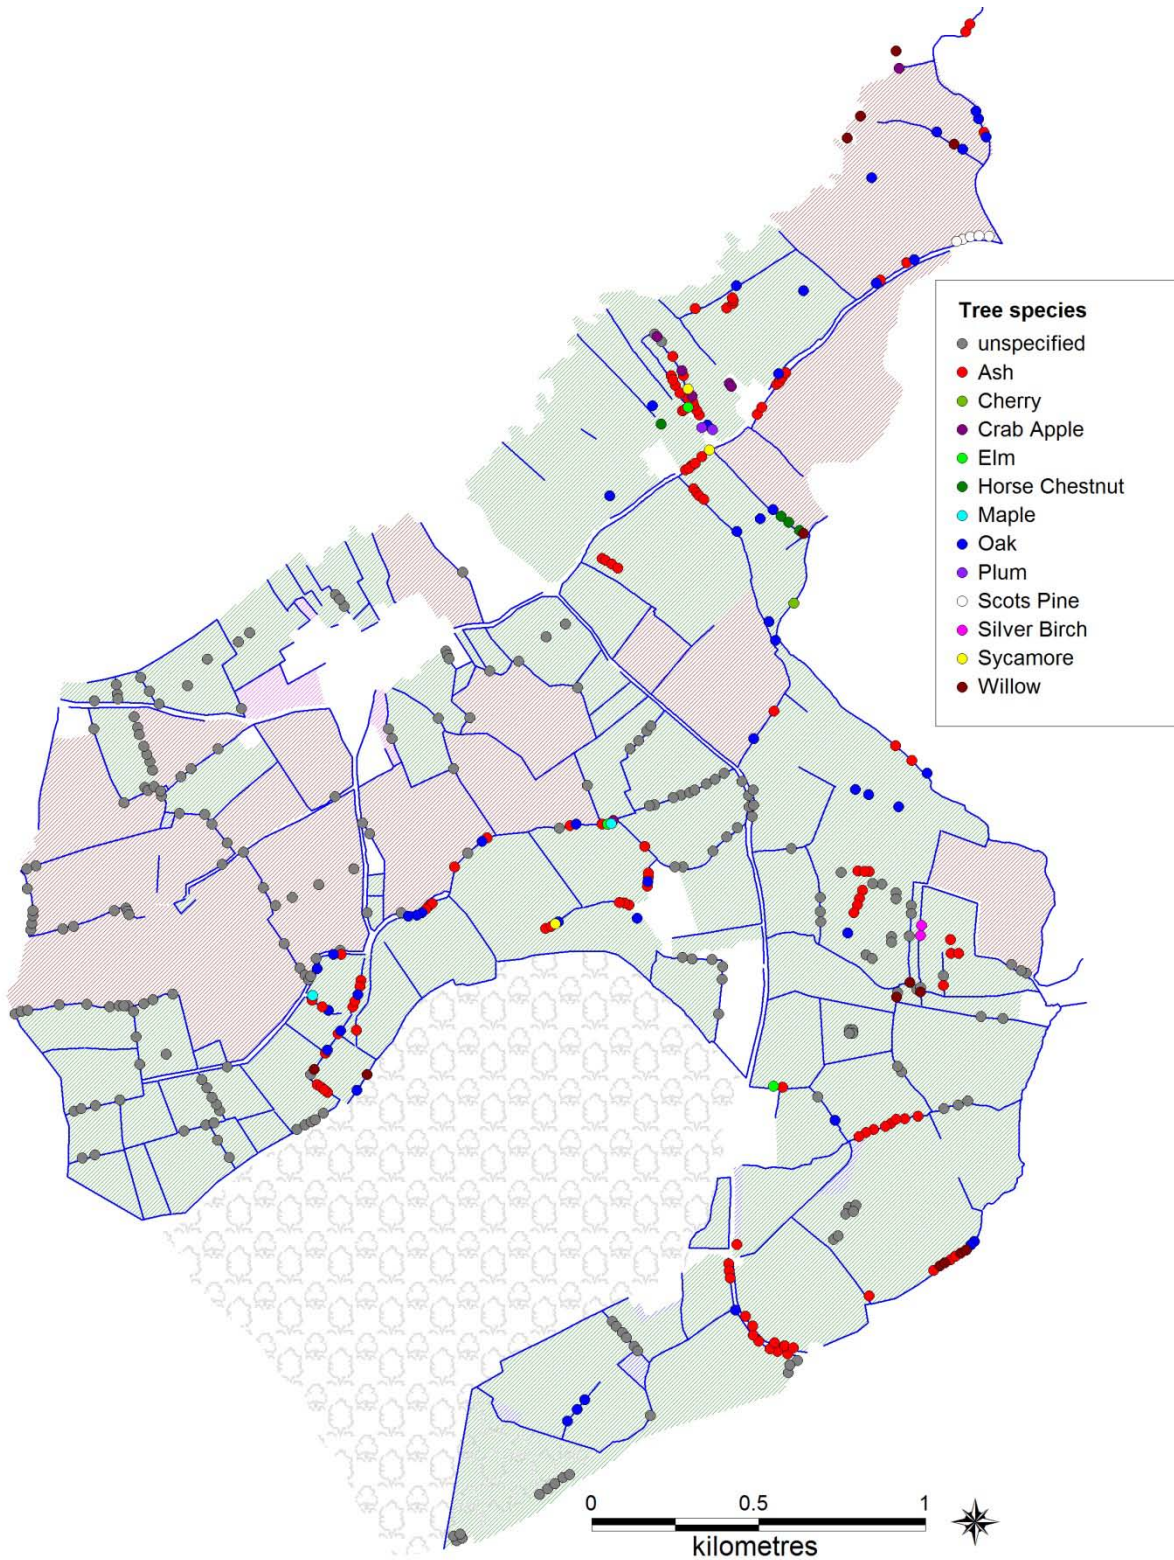 Tree species
unspecified
Ash
Cherry
Crab Apple
Elm
Horse Chestnut
Maple
Oak
Plum
Scots Pine
Silver Birch
Sycamore
Willow
0 0.5 1
kilometres